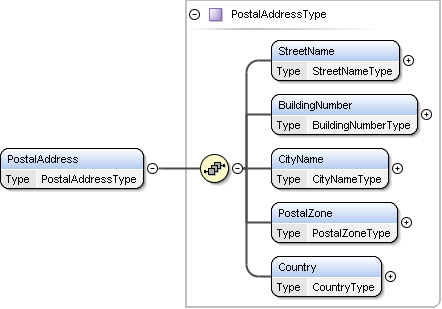 PostalAddressType
StreetName
Type StreetNameType
BuildingNumber
Type BuildingNumberType
PostalAddress
Type PostalAddressType
CityName
Type CityNameType
PostalZone
Type PostalZoneType
Country
Type CountryType